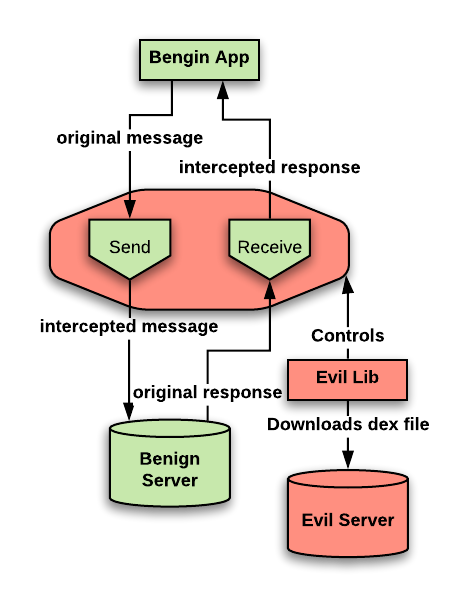 Bengin App
original message
intercepted response
Send
Receive
intercepted message
Controls
Evil Lib
original response
Downloads dex file
Benign
Server
Evil Server